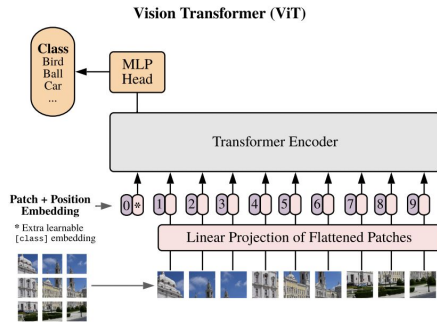 Vision Transformer (ViT)
Class
Bird
Ball
Car
...
MLP
Head
Transformer Encoder
Patch + Position
Embedding
0 * 1 2 3 4 5 6 7 8 9
* Extra learnable
[class] embedding
Linear Projection of Flattened Patches